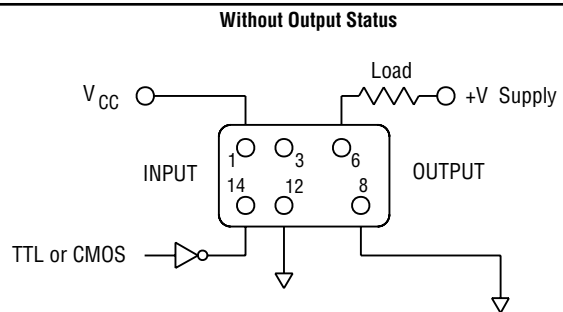 Without Output Status
Load
V CC
+V Supply
1 3 6
INPUT
OUTPUT
14 12 8
TTL or CMOS